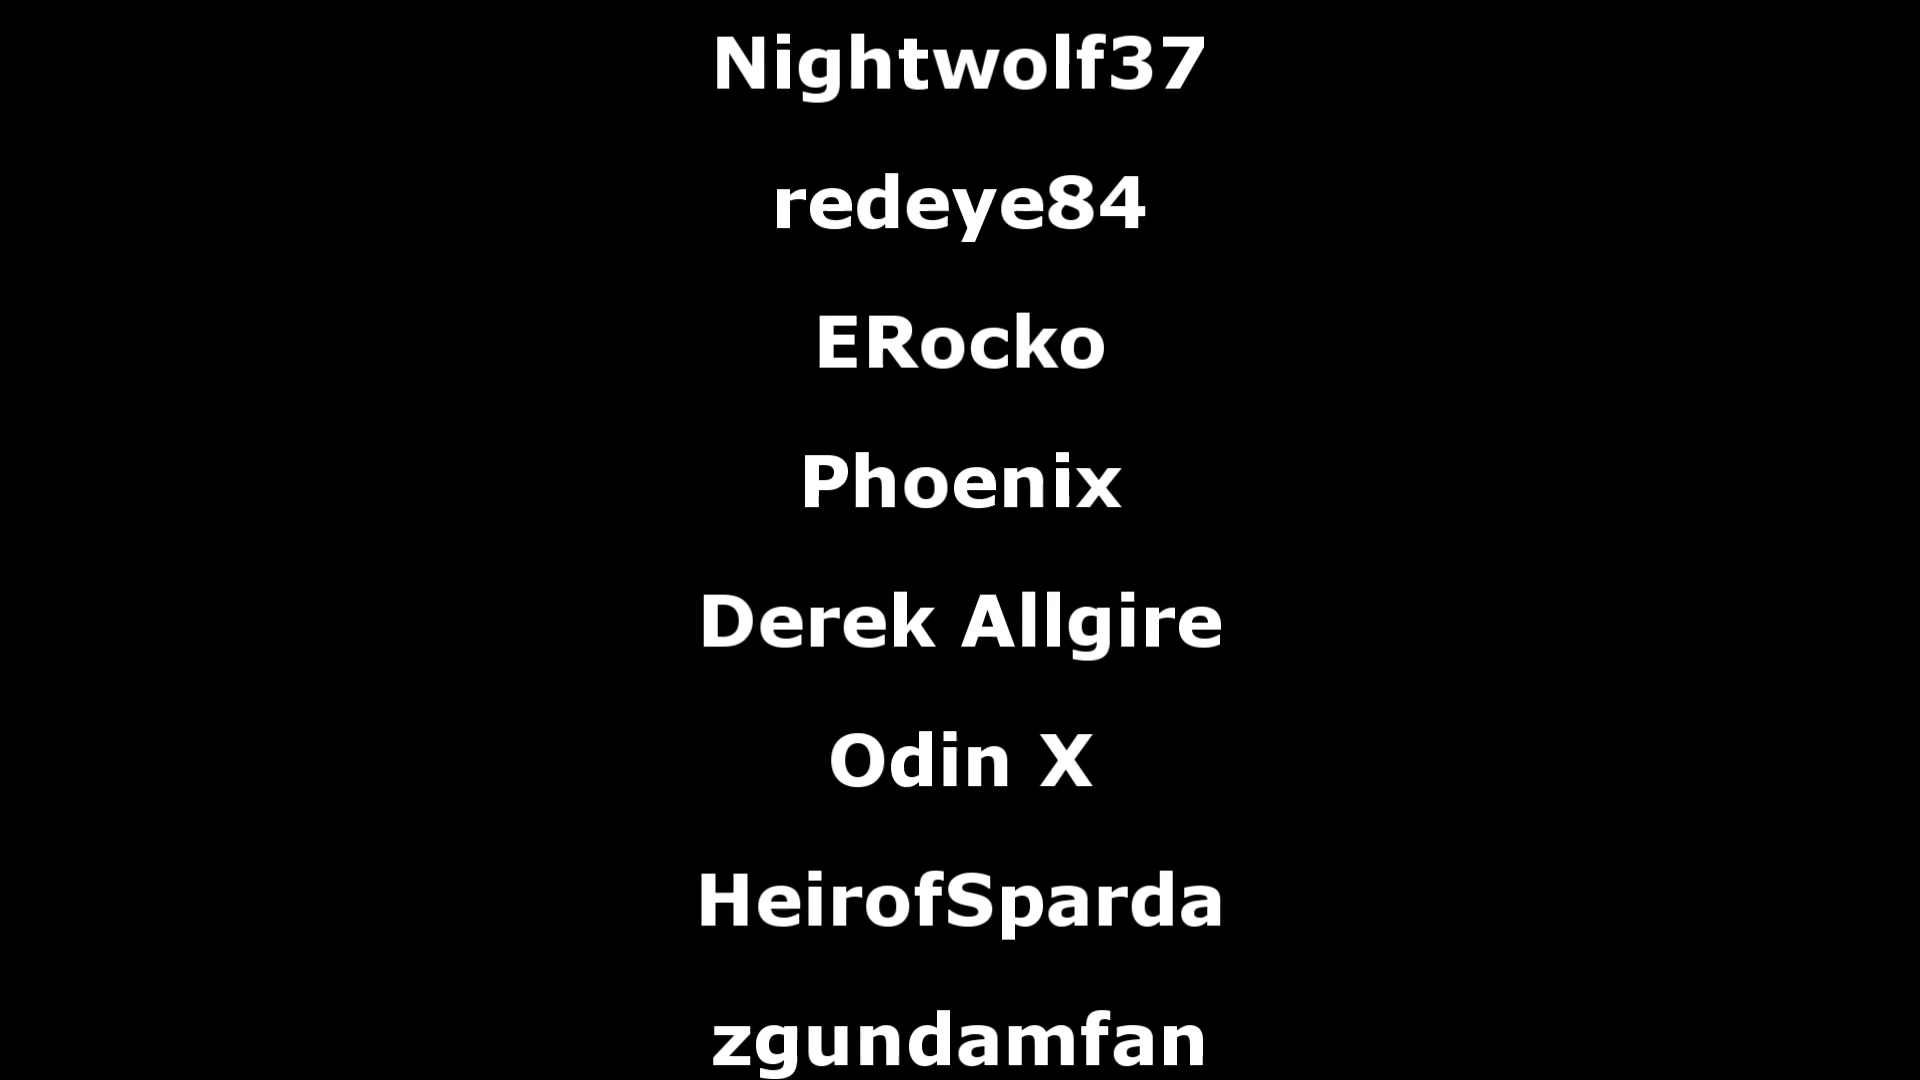 Nightwolf37
redeye84
ERocko
Phoenix
Derek Allgire
Odin X
HeirofSparda
zgundamfan